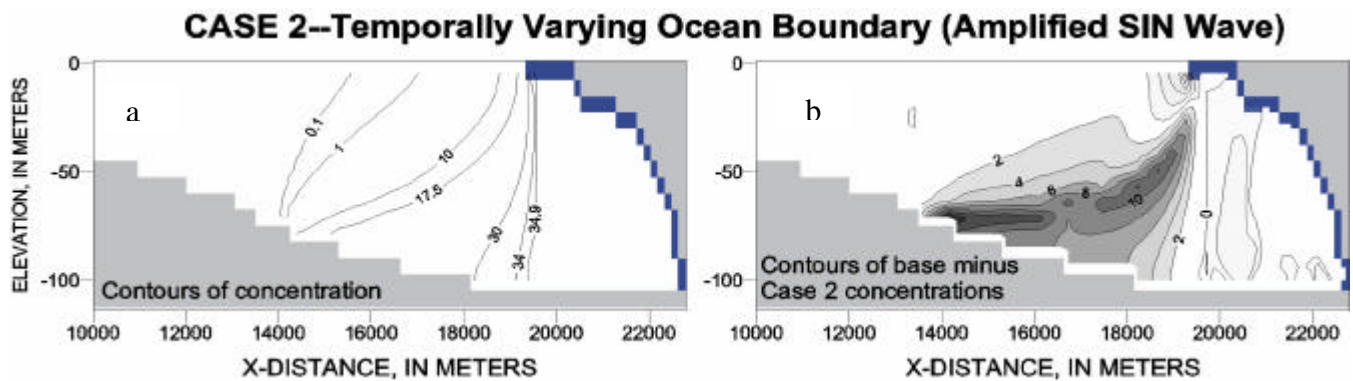 CASE 2--Temporally Varying Ocean Boundary (Amplified SIN Wave)
ELEVATION, IN METERS
0
-50
-100
a
0.1
1
10
17.5
30
34
34.9
Contours of concentration
10000 12000 14000 16000 18000 20000 22000
X-DISTANCE, IN METERS
0
-50
-100
b
2
4
6
8
10
2
0
Contours of base minus
Case 2 concentrations
10000 12000 14000 16000 18000 20000 22000
X-DISTANCE, IN METERS